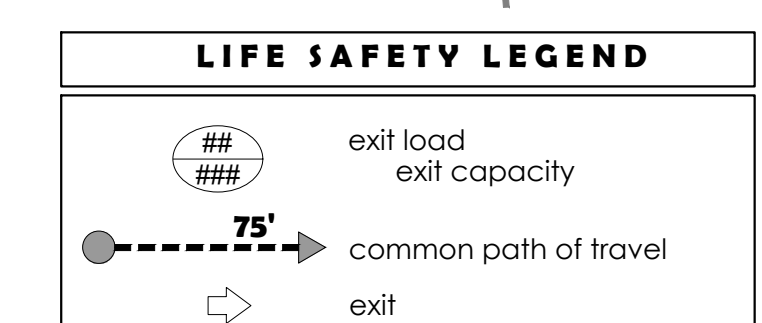 LIFE SAFETY LEGEND
##
###
exit load
exit capacity
75'
common path of travel
exit